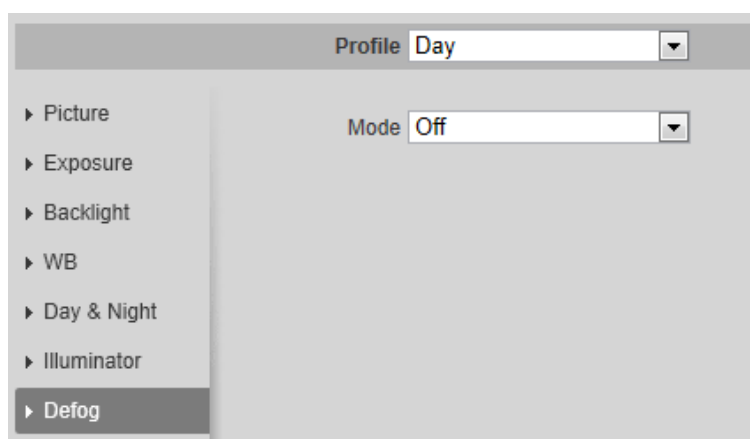 Profile Day
Picture
Mode Off
Exposure
Backlight
WB
Day & Night
Illuminator
Defog